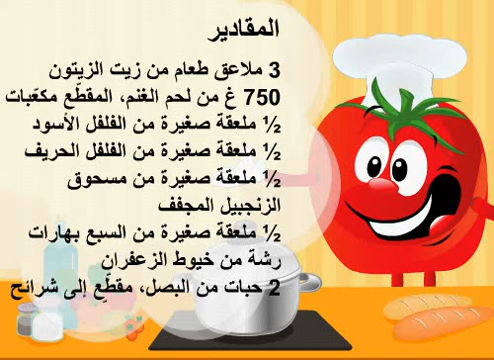 المقادير
3 ملاعق طعام من زيت الزيتون
750 غ من لحم الغنم، المقطّع مكعّبات
½ ملعقة صغيرة من الفلفل الأسود
½ ملعقة صغيرة من الفلفل الحريف
½ ملعقة صغيرة من مسحوق
الزنجبيل المجفف
½ ملعقة صغيرة من السبع بهارات
رشة من خيوط الزعفران
2 حبات من البصل، مقطّع إلى شرائح